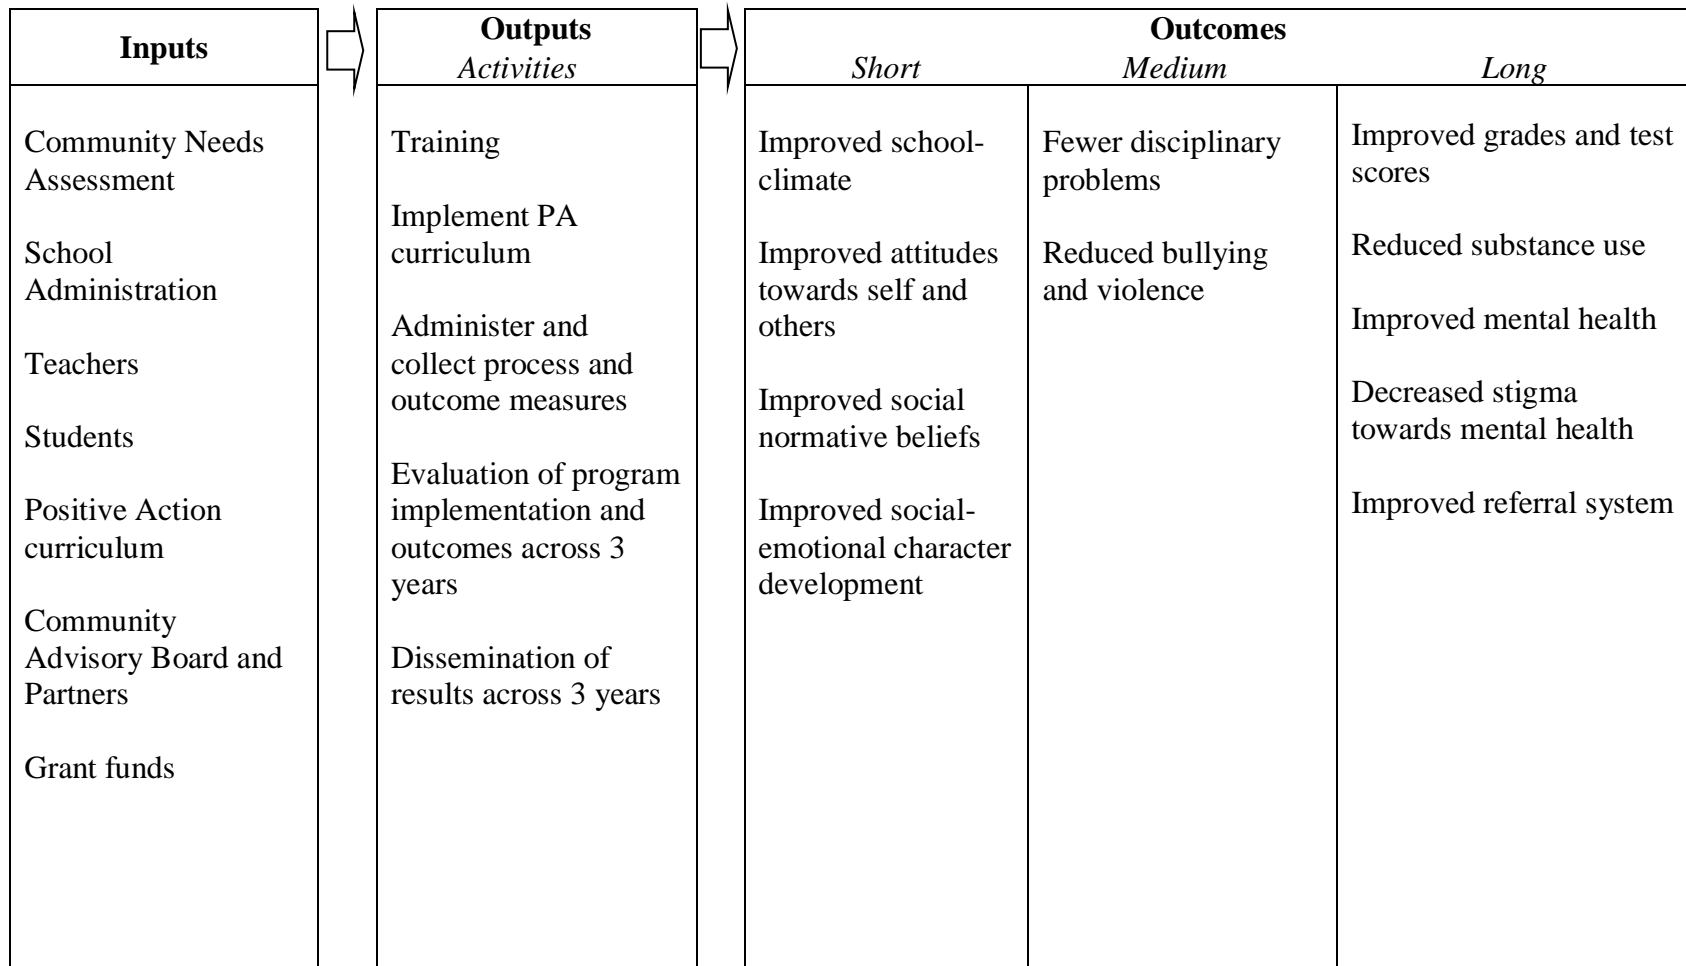 Inputs
Community Needs
Assessment
School
Administration
Teachers
Students
Positive Action
curriculum
Community
Advisory Board and
Partners
Grant funds
Outputs
Activities
Training
Implement PA
curriculum
Administer and
collect process and
outcome measures
Evaluation of program
implementation and
outcomes across 3
years
Dissemination of
results across 3 years
Outcomes
Short
Improved school-
climate
Improved attitudes
towards self and
others
Improved social
normative beliefs
Improved social-
emotional character
development
Medium
Fewer disciplinary
problems
Reduced bullying
and violence
Long
Improved grades and test
scores
Reduced substance use
Improved mental health
Decreased stigma
towards mental health
Improved referral system